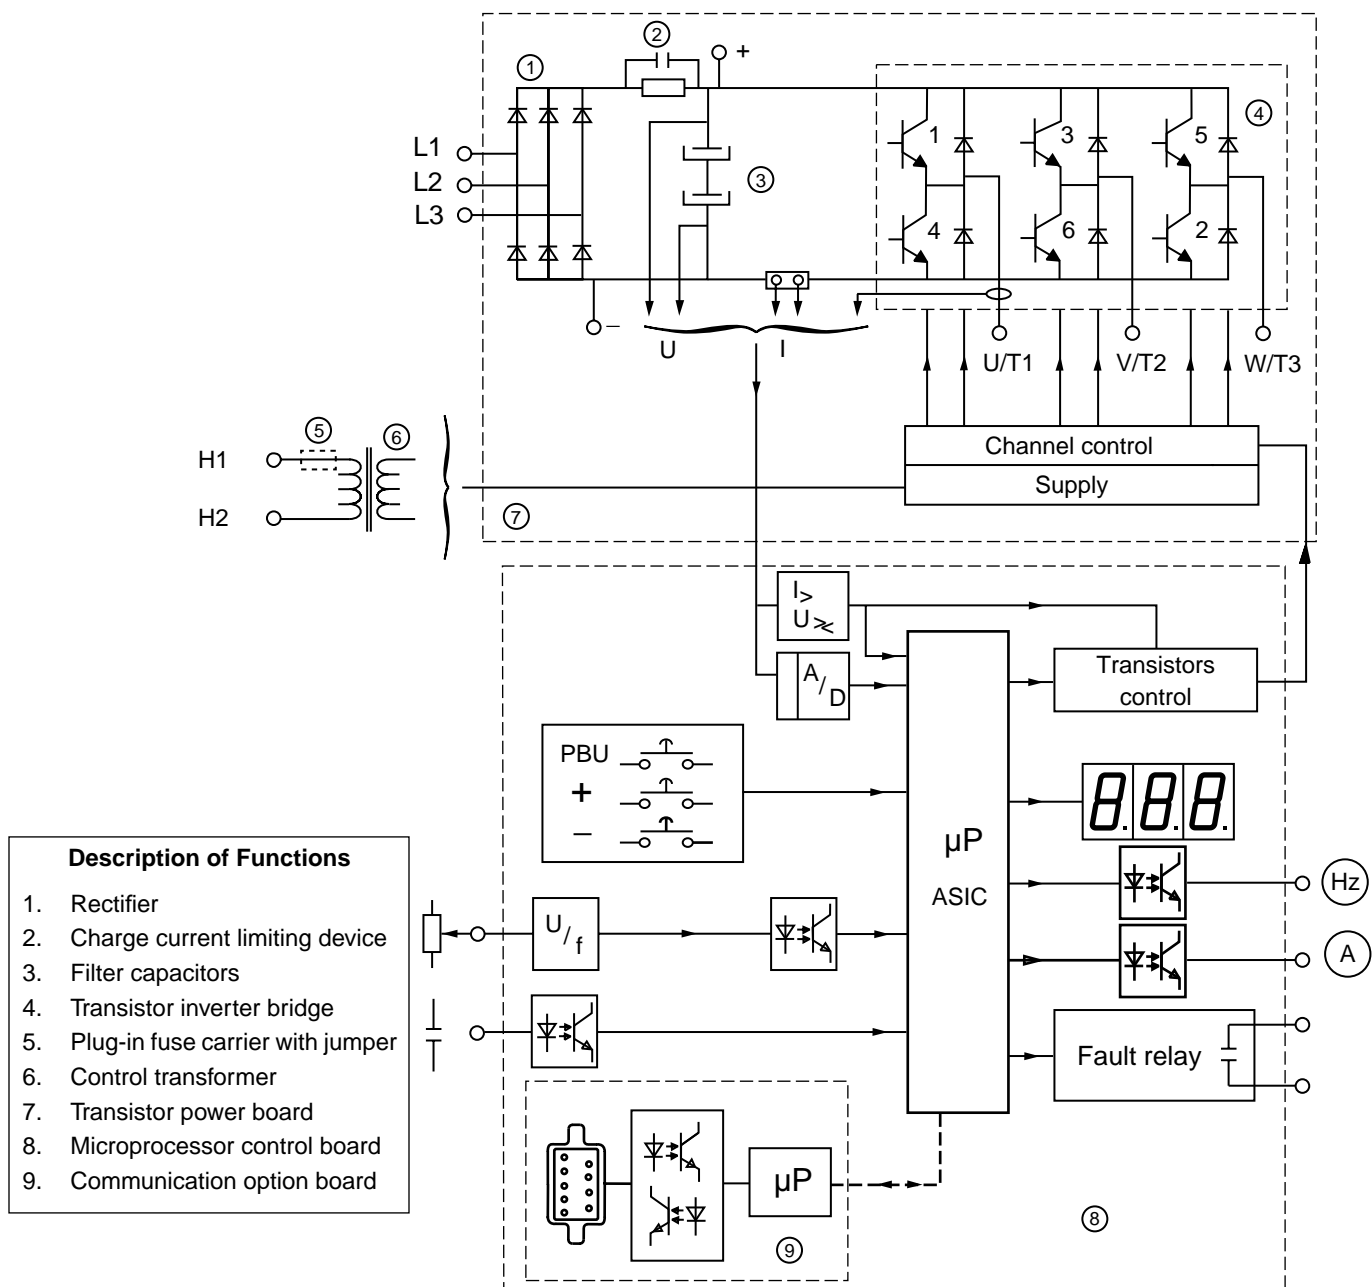 2
+
1
4
1
3
5
L1
L2
3
L3
4
6
2
–
U
I
U/T1
V/T2
W/T3
5
6
H1
Channel control
Supply
H2
7
I>
U><
A/D
Transistors
control
PBU
+
–
8.8.8.
µP
ASIC
Hz
U/f
A
Fault relay
Description of Functions
1. Rectifier
2. Charge current limiting device
3. Filter capacitors
4. Transistor inverter bridge
5. Plug-in fuse carrier with jumper
6. Control transformer
7. Transistor power board
8. Microprocessor control board
9. Communication option board
µP
8
9